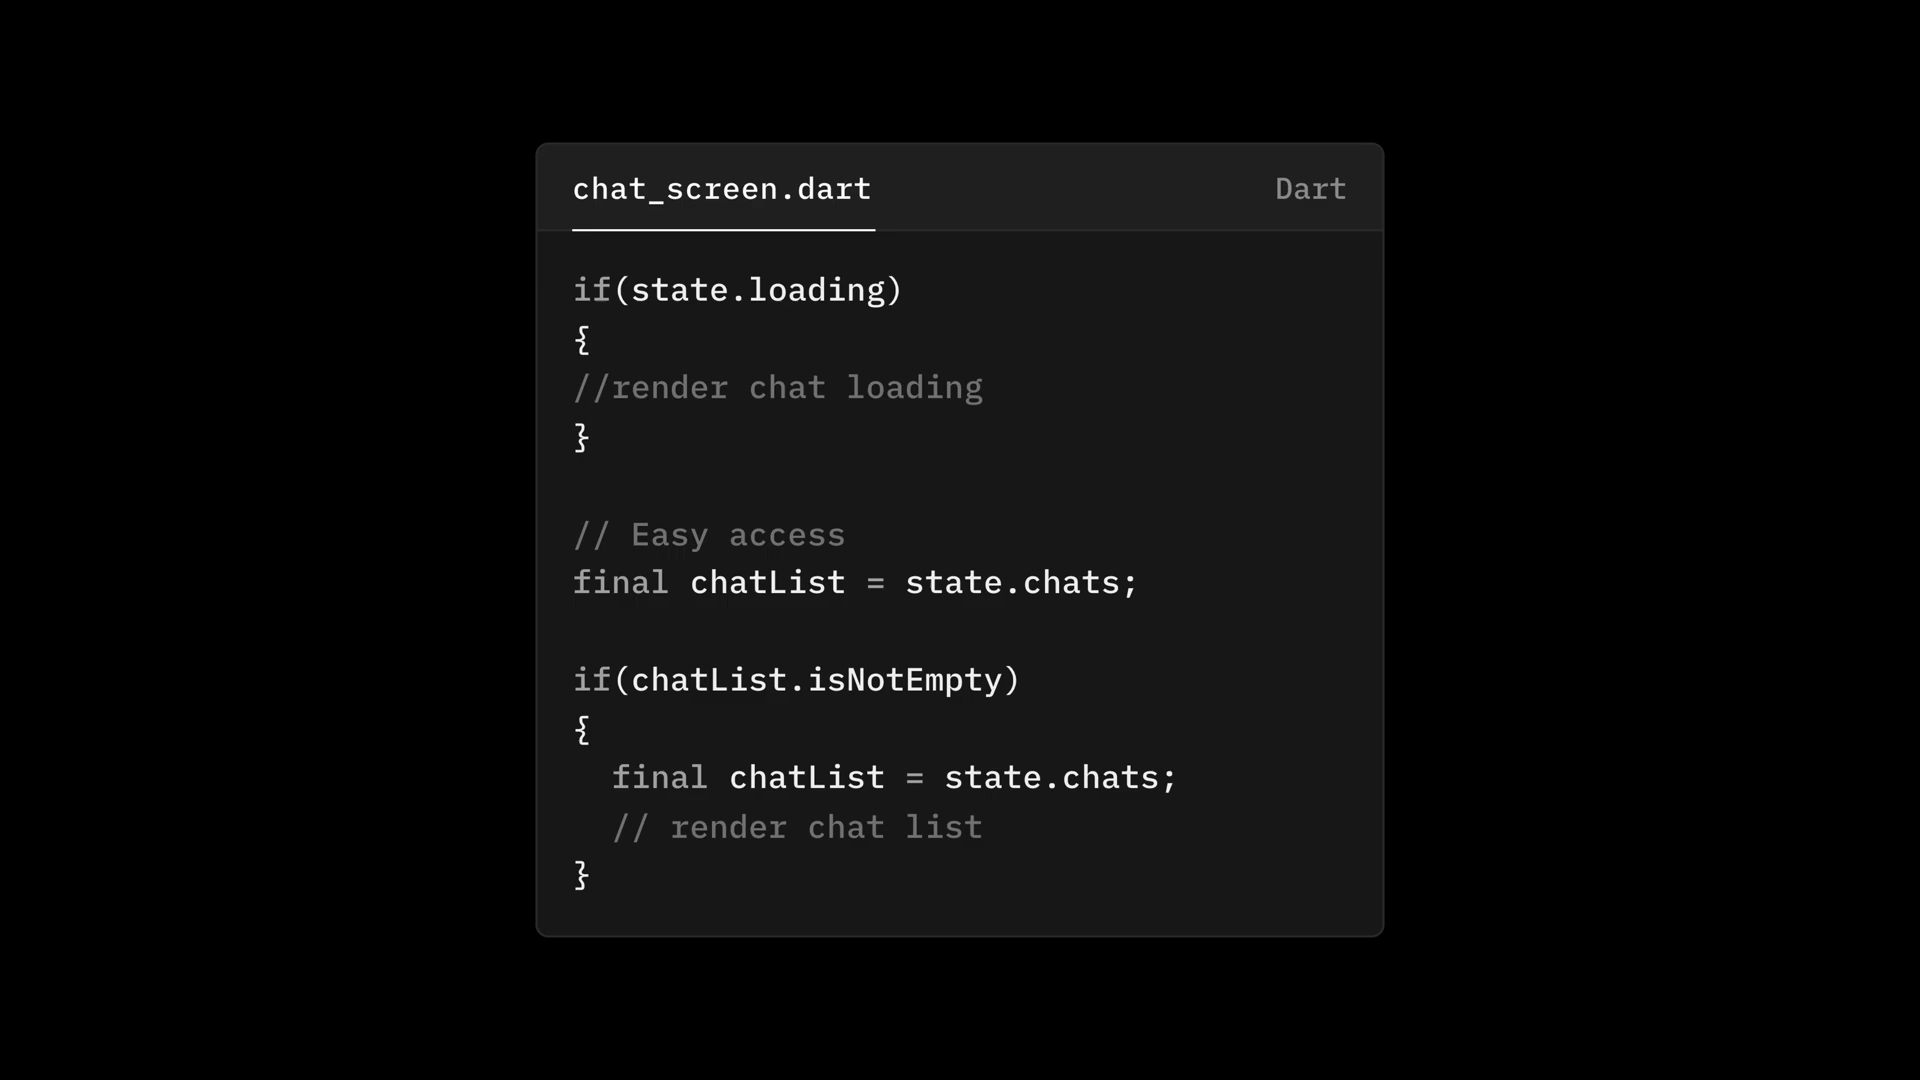 chat_screen.dart
Dart
if(state.loading)
{
//render chat loading
}
// Easy access
final chatList = state.chats;
if(chatList.isNotEmpty)
{
  final chatList = state.chats;
  // render chat list
}